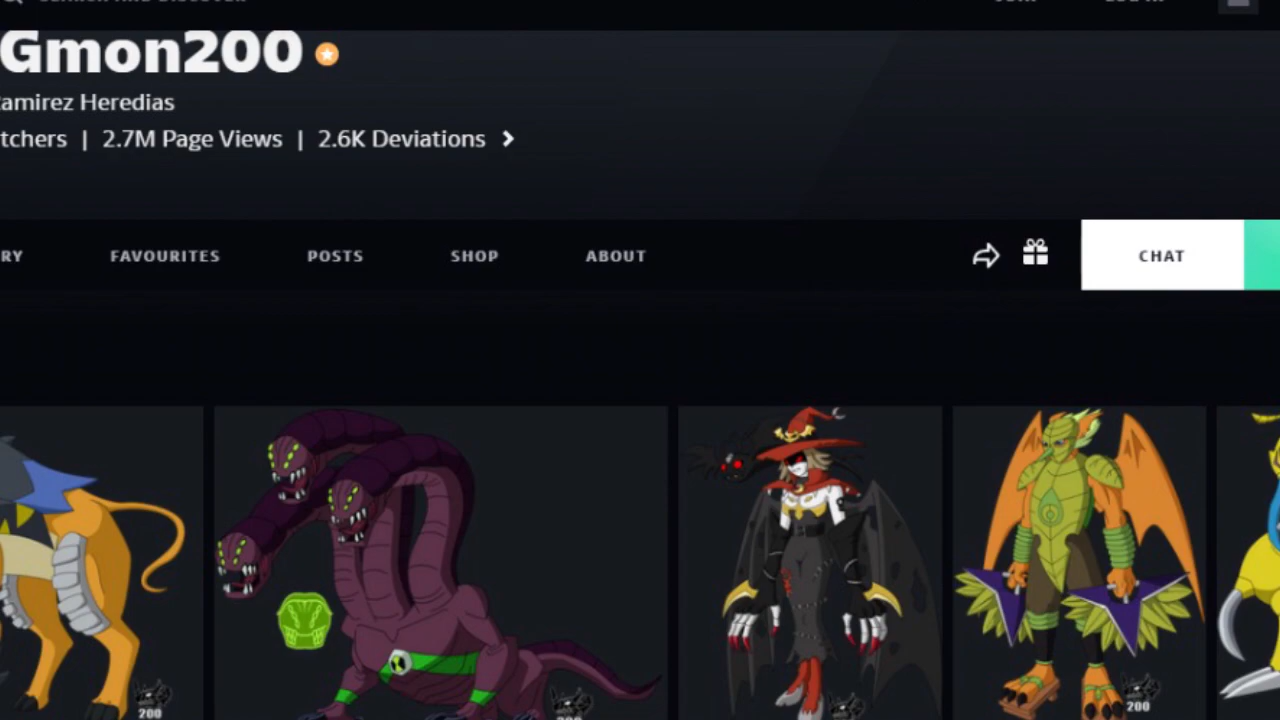 Gmon200
amirez Heredias
tchers | 2.7M Page Views | 2.6K Deviations
RY FAVOURITES POSTS SHOP ABOUT CHAT
200
200